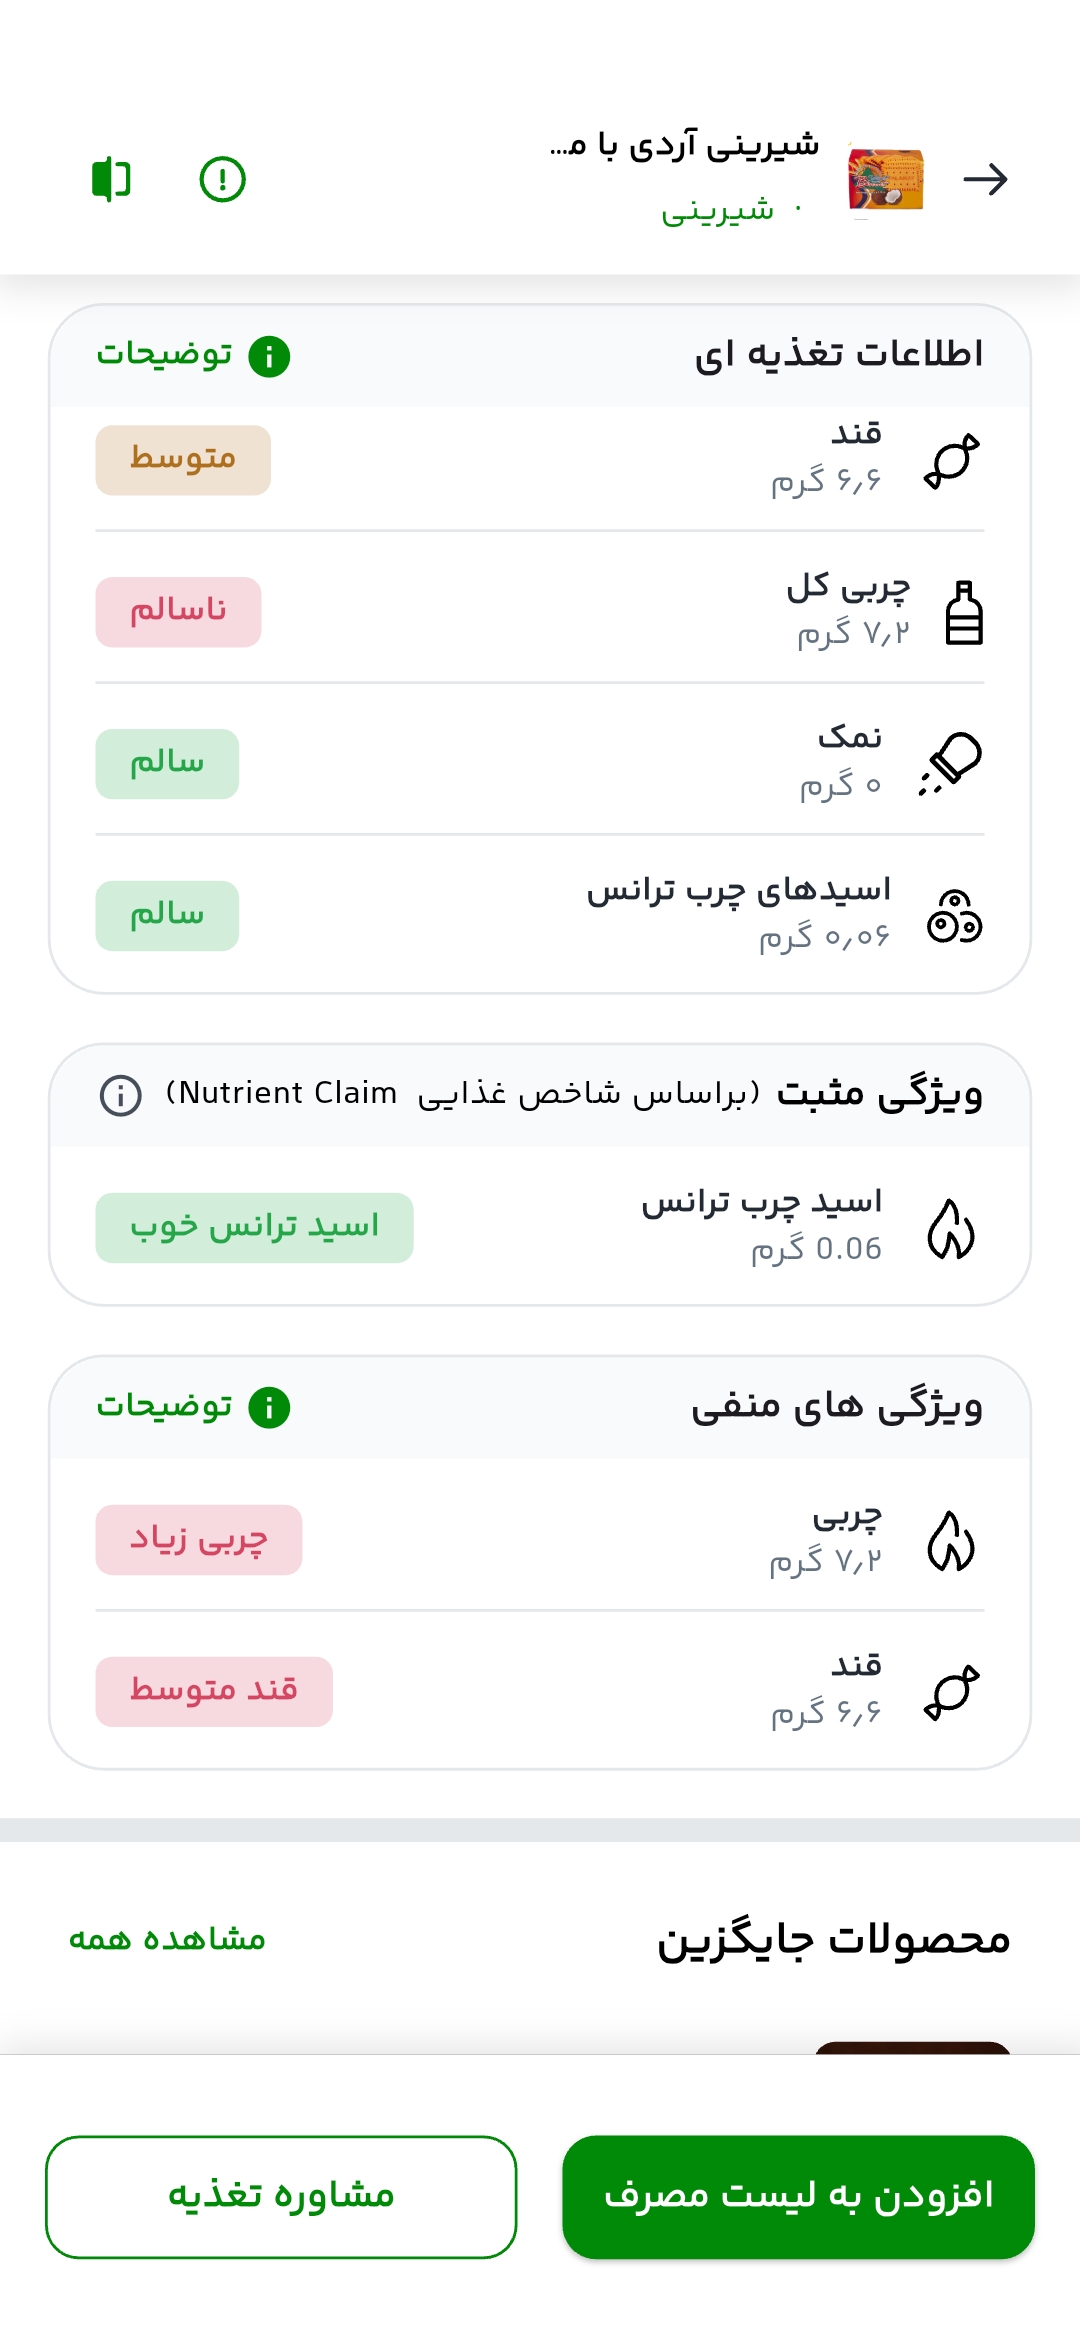 شیرینی آردی با م...
· شیرینی
اطلاعات تغذیه ای
توضیحات
قند
۶٫۶ گرم
متوسط
چربی کل
۷٫۲ گرم
ناسالم
نمک
۰ گرم
سالم
اسیدهای چرب ترانس
۰٫۰۶ گرم
سالم
ویژگی مثبت (براساس شاخص غذایی Nutrient Claim)
اسید چرب ترانس
0.06 گرم
اسید ترانس خوب
ویژگی های منفی
توضیحات
چربی
۷٫۲ گرم
چربی زیاد
قند
۶٫۶ گرم
قند متوسط
محصولات جایگزین
مشاهده همه
افزودن به لیست مصرف
مشاوره تغذیه